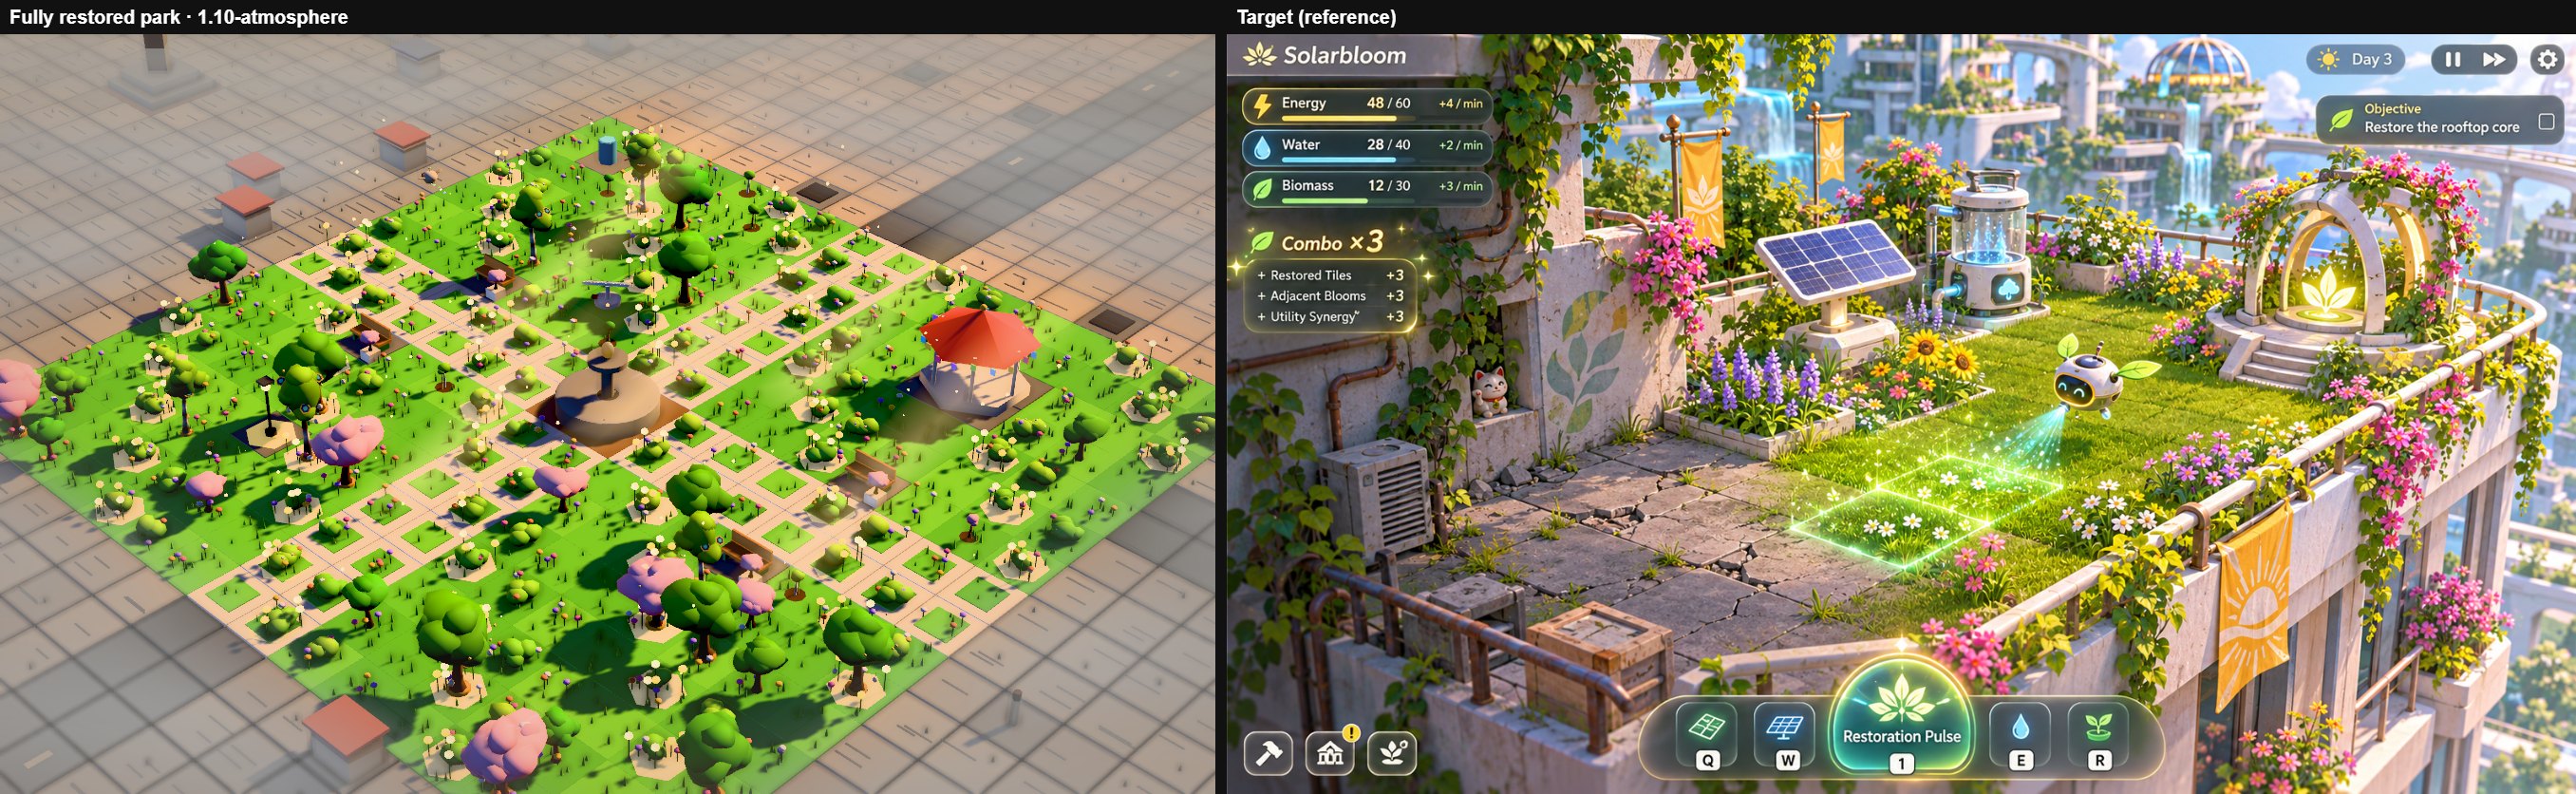 Fully restored park · 1.10-atmosphere
Target (reference)
Solarbloom
Day 3
Energy 48 / 60 +4 / min
Water 28 / 40 +2 / min
Biomass 12 / 30 +3 / min
Objective
Restore the rooftop core
Combo ×3
+ Restored Tiles +3
+ Adjacent Blooms +3
+ Utility Synergy +3
Restoration Pulse
Q W 1 E R
!